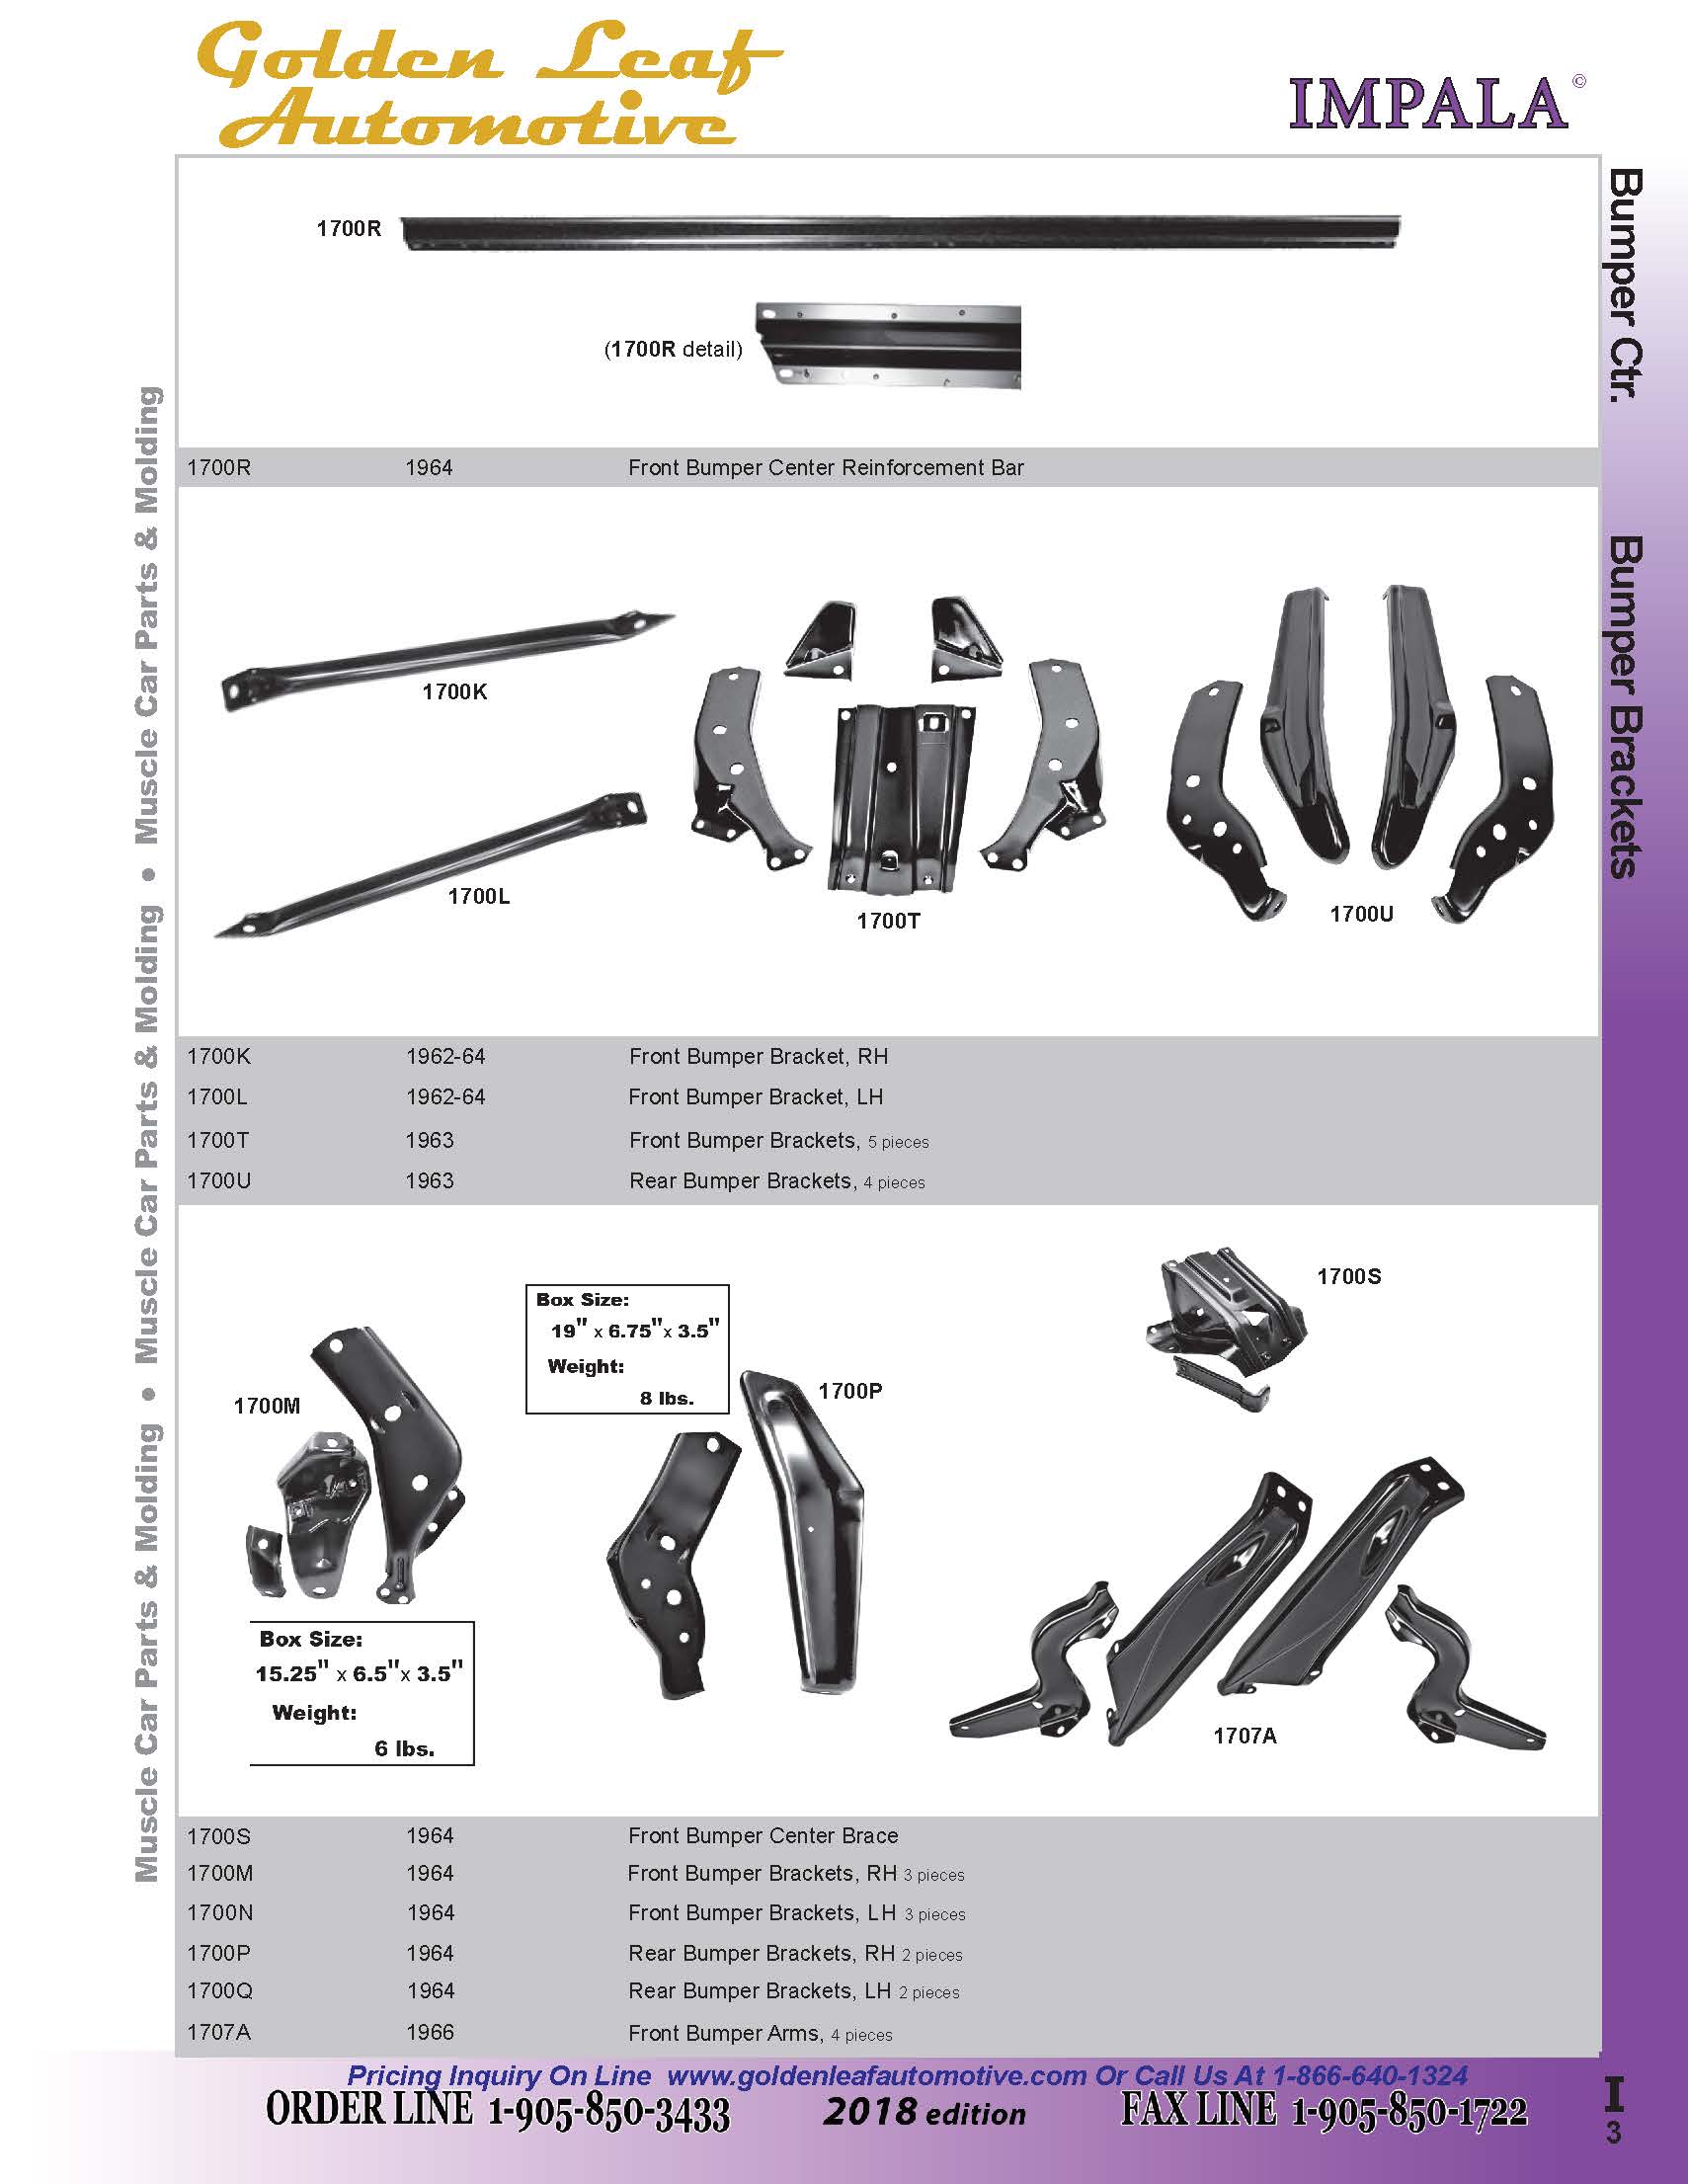 Golden Leaf
Automotive
IMPALA©
Bumper Ctr.
Bumper Brackets
Muscle Car Parts & Molding • Muscle Car Parts & Molding • Muscle Car Parts & Molding
1700R
(1700R detail)
1700R 1964 Front Bumper Center Reinforcement Bar
1700K
1700L
1700T
1700U
1700K 1962-64 Front Bumper Bracket, RH
1700L 1962-64 Front Bumper Bracket, LH
1700T 1963 Front Bumper Brackets, 5 pieces
1700U 1963 Rear Bumper Brackets, 4 pieces
1700S
Box Size:
19" x 6.75"x 3.5"
Weight:
8 lbs.
1700P
1700M
Box Size:
15.25" x 6.5"x 3.5"
Weight:
6 lbs.
1707A
1700S 1964 Front Bumper Center Brace
1700M 1964 Front Bumper Brackets, RH 3 pieces
1700N 1964 Front Bumper Brackets, LH 3 pieces
1700P 1964 Rear Bumper Brackets, RH 2 pieces
1700Q 1964 Rear Bumper Brackets, LH 2 pieces
1707A 1966 Front Bumper Arms, 4 pieces
Pricing Inquiry On Line www.goldenleafautomotive.com Or Call Us At 1-866-640-1324
ORDER LINE 1-905-850-3433 2018 edition FAX LINE 1-905-850-1722
I
3